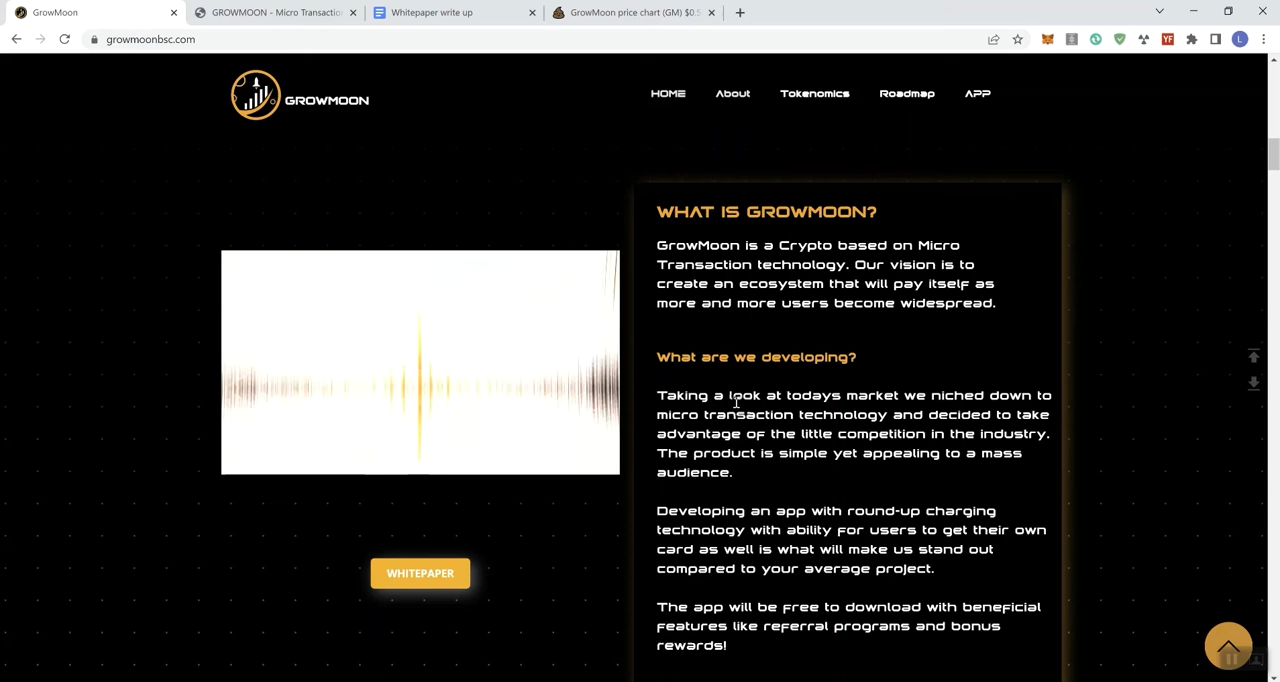 GrowMoon
GROWMOON - Micro Transactio
Whitepaper write up
GrowMoon price chart (GM) $0.5
growmoonbsc.com
YF
L
GROWMOON
HOME
About
Tokenomics
Roadmap
APP
WHAT IS GROWMOON?
GrowMoon is a Crypto based on Micro
Transaction technology. Our vision is to
create an ecosystem that will pay itself as
more and more users become widespread.
What are we developing?
Taking a look at todays market we niched down to
micro transaction technology and decided to take
advantage of the little competition in the industry.
The product is simple yet appealing to a mass
audience.
Developing an app with round-up charging
technology with ability for users to get their own
card as well is what will make us stand out
compared to your average project.
The app will be free to download with beneficial
features like referral programs and bonus
rewards!
WHITEPAPER